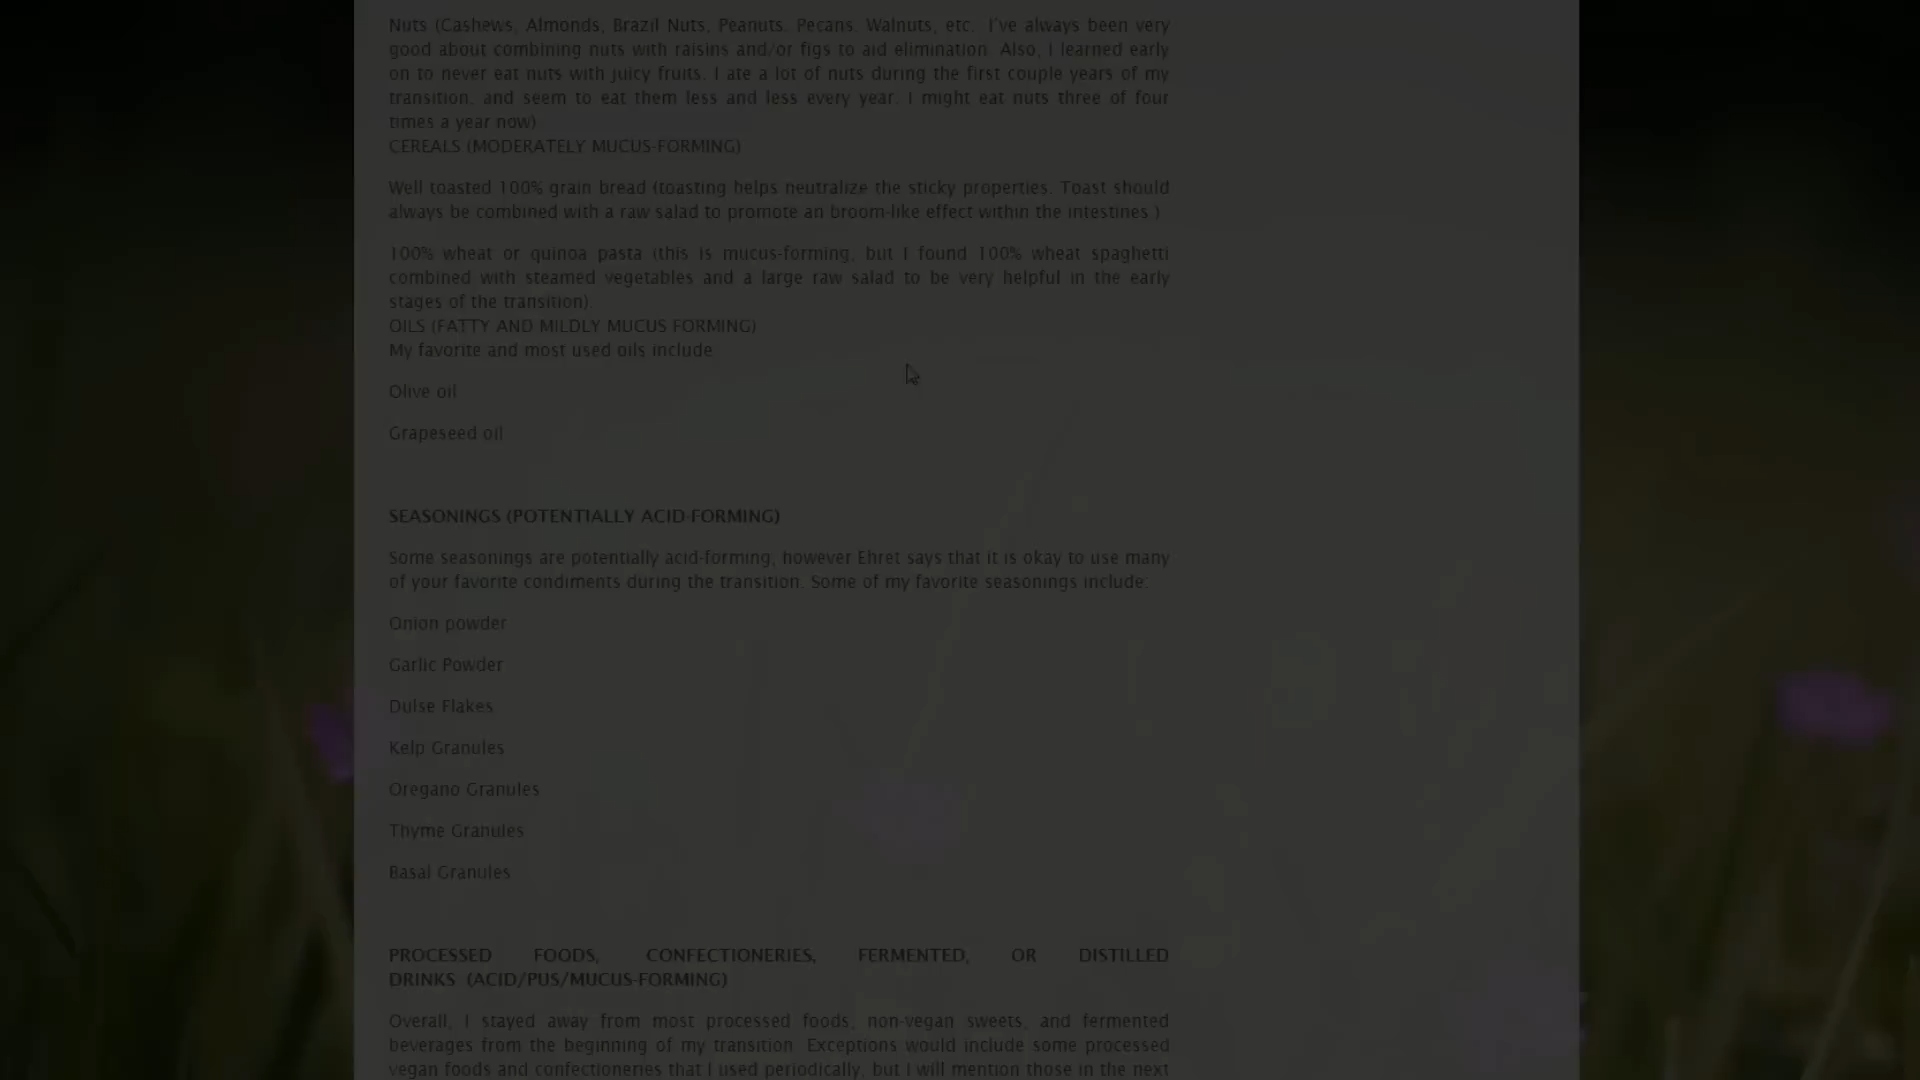 Nuts (Cashews, Almonds, Brazil Nuts, Peanuts. Pecans. Walnuts, etc. I've always been very
good about combining nuts with raisins and/or figs to aid elimination. Also, I learned early
on to never eat nuts with juicy fruits. I ate a lot of nuts during the first couple years of my
transition. and seem to eat them less and less every year. I might eat nuts three of four
times a year now)
CEREALS (MODERATELY MUCUS-FORMING)
Well toasted 100% grain bread (toasting helps neutralize the sticky properties. Toast should
always be combined with a raw salad to promote an broom-like effect within the intestines.)
100% wheat or quinoa pasta (this is mucus-forming, but I found 100% wheat spaghetti
combined with steamed vegetables and a large raw salad to be very helpful in the early
stages of the transition).
OILS (FATTY AND MILDLY MUCUS FORMING)
My favorite and most used oils include
Olive oil
Grapeseed oil
SEASONINGS (POTENTIALLY ACID-FORMING)
Some seasonings are potentially acid-forming, however Ehret says that it is okay to use many
of your favorite condiments during the transition. Some of my favorite seasonings include:
Onion powder
Garlic Powder
Dulse Flakes
Kelp Granules
Oregano Granules
Thyme Granules
Basal Granules
PROCESSED FOODS, CONFECTIONERIES, FERMENTED, OR DISTILLED
DRINKS (ACID/PUS/MUCUS-FORMING)
Overall, I stayed away from most processed foods, non-vegan sweets, and fermented
beverages from the beginning of my transition. Exceptions would include some processed
vegan foods and confectioneries that I used periodically, but I will mention those in the next